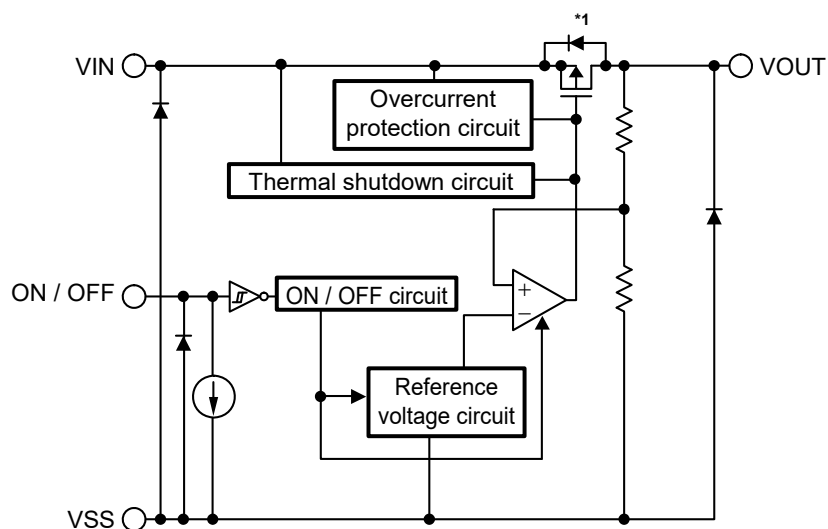 *1
VIN
VOUT
Overcurrent
protection circuit
Thermal shutdown circuit
ON / OFF
ON / OFF circuit
+
−
Reference
voltage circuit
VSS